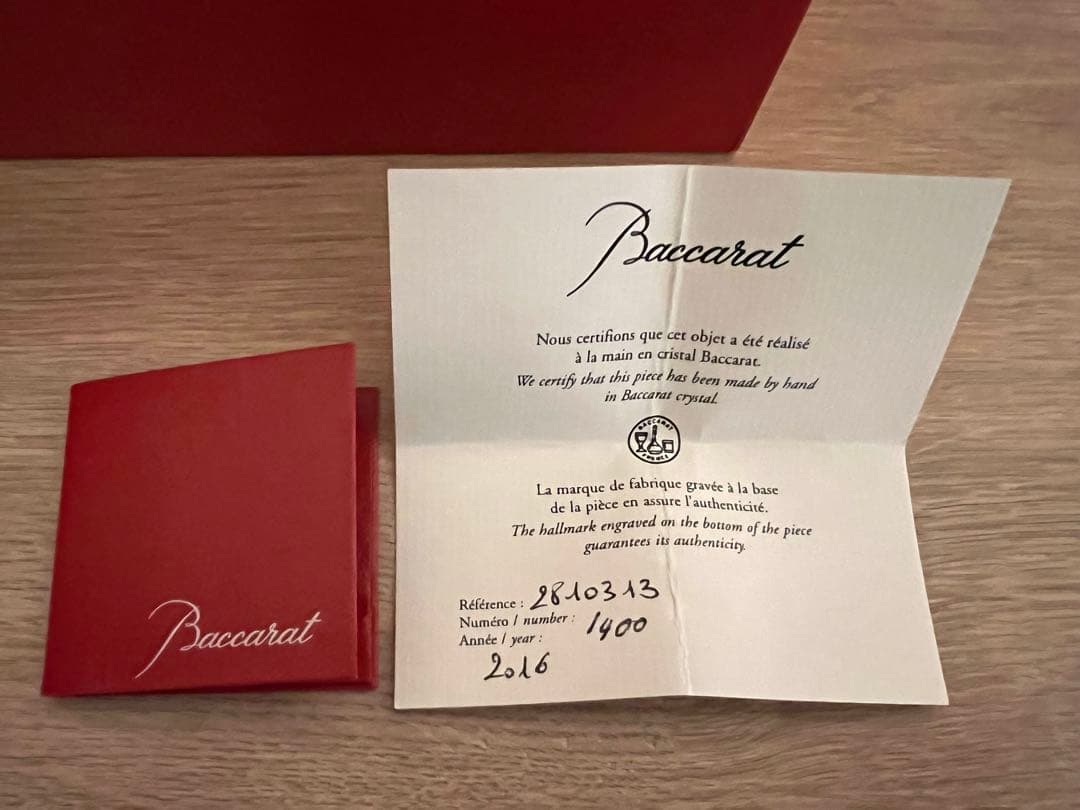 Baccarat
Nous certifions que cet objet a été réalisé
à la main en cristal Baccarat.
We certify that this piece has been made by hand
in Baccarat crystal.
BACCARAT
FRANCE
La marque de fabrique gravée à la base
de la pièce en assure l'authenticité.
The hallmark engraved on the bottom of the piece
guarantees its authenticity.
Référence : 2810313
Numéro / number : 1400
Année / year :
2016
Baccarat